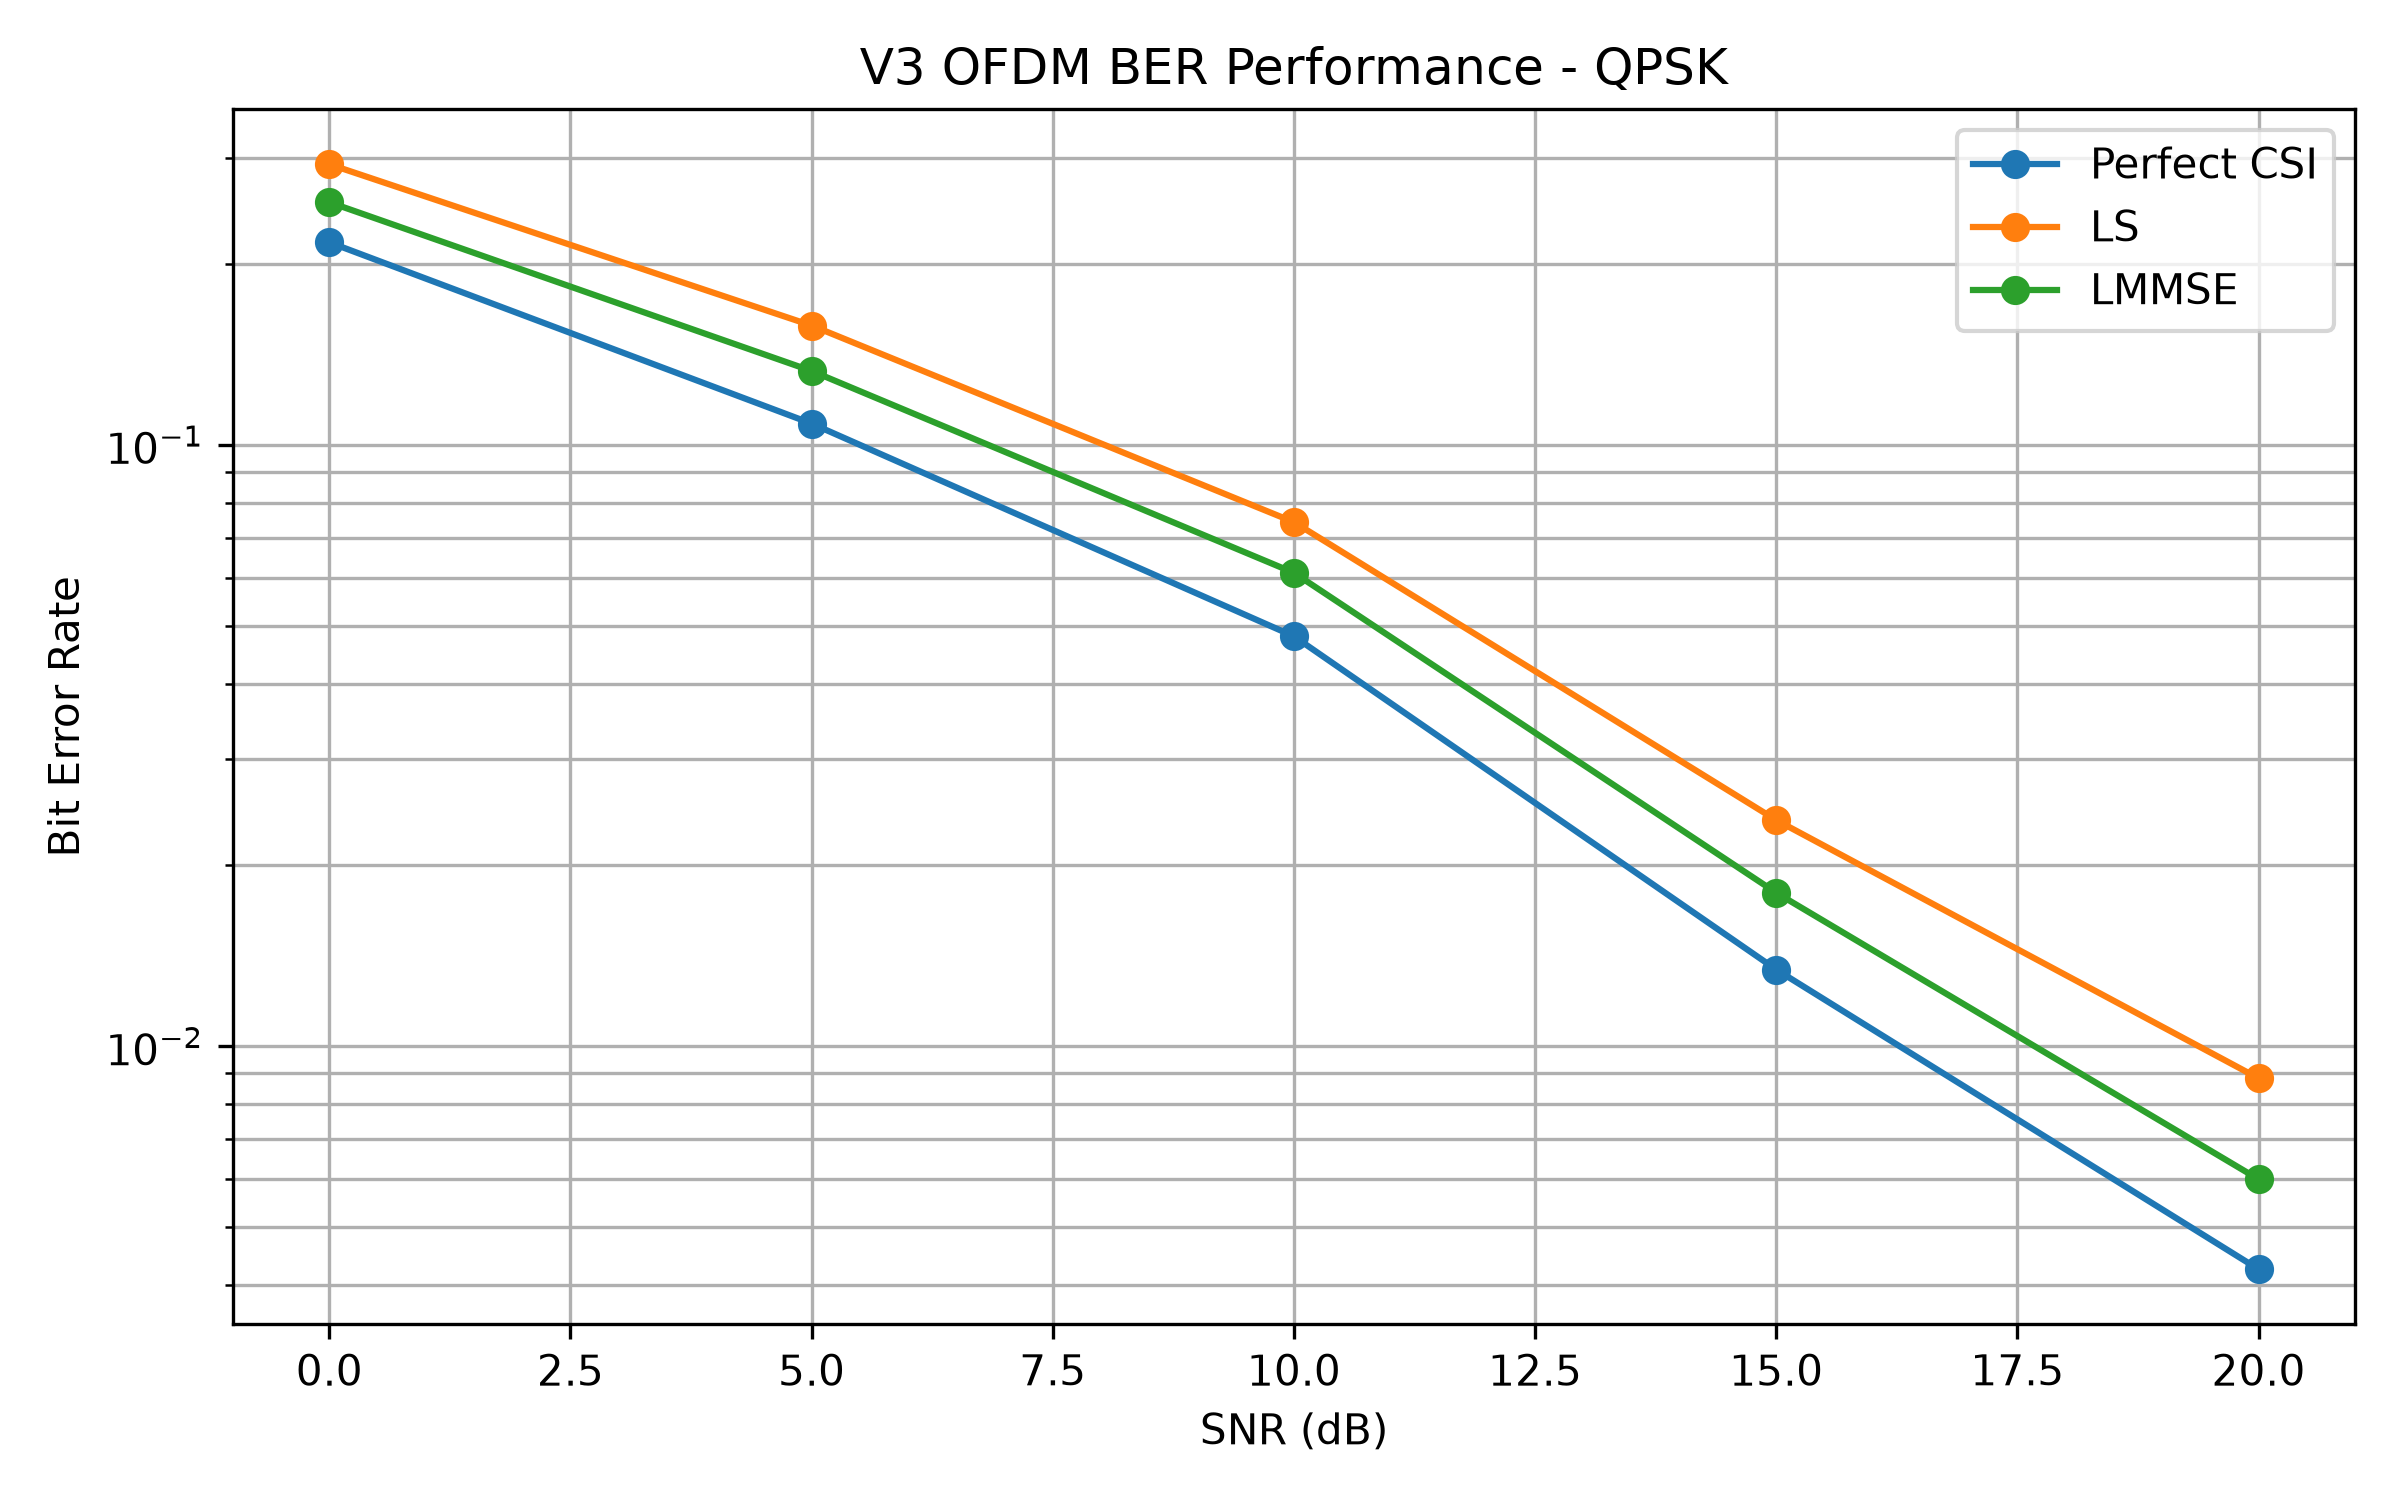 V3 OFDM BER Performance - QPSK
Perfect CSI
LS
LMMSE
Bit Error Rate
10⁻¹
10⁻²
0.0 2.5 5.0 7.5 10.0 12.5 15.0 17.5 20.0
SNR (dB)